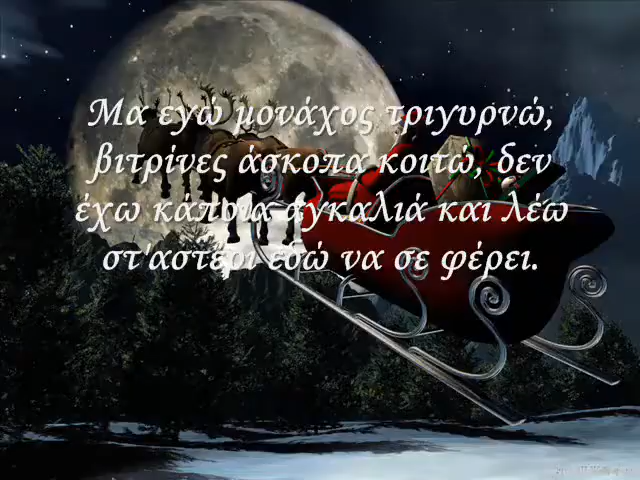 Μα εγώ μονάχος τριγυρνώ,
βιτρίνες άσκοπα κοιτώ, δεν
έχω κάποια αγκαλιά και λέω
στ'αστέρι εδώ να σε φέρει.